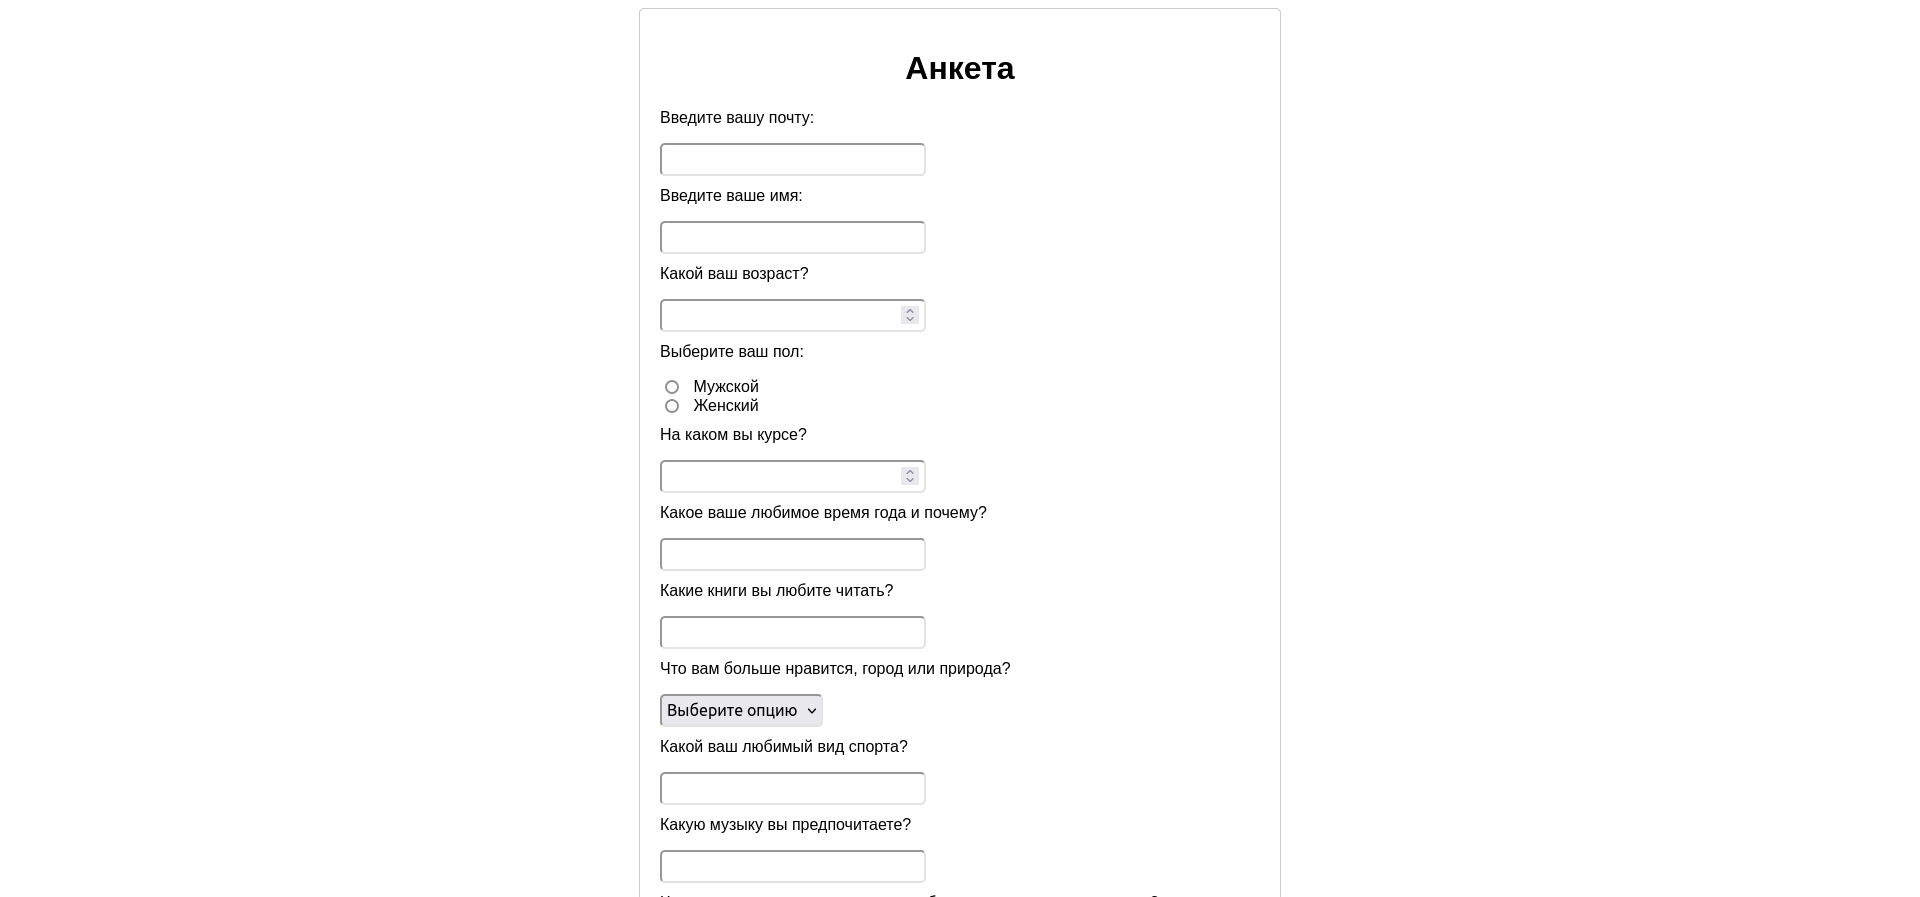 Анкета
Введите вашу почту:
Введите ваше имя:
Какой ваш возраст?
Выберите ваш пол:
Мужской
Женский
На каком вы курсе?
Какое ваше любимое время года и почему?
Какие книги вы любите читать?
Что вам больше нравится, город или природа?
Выберите опцию
Какой ваш любимый вид спорта?
Какую музыку вы предпочитаете?